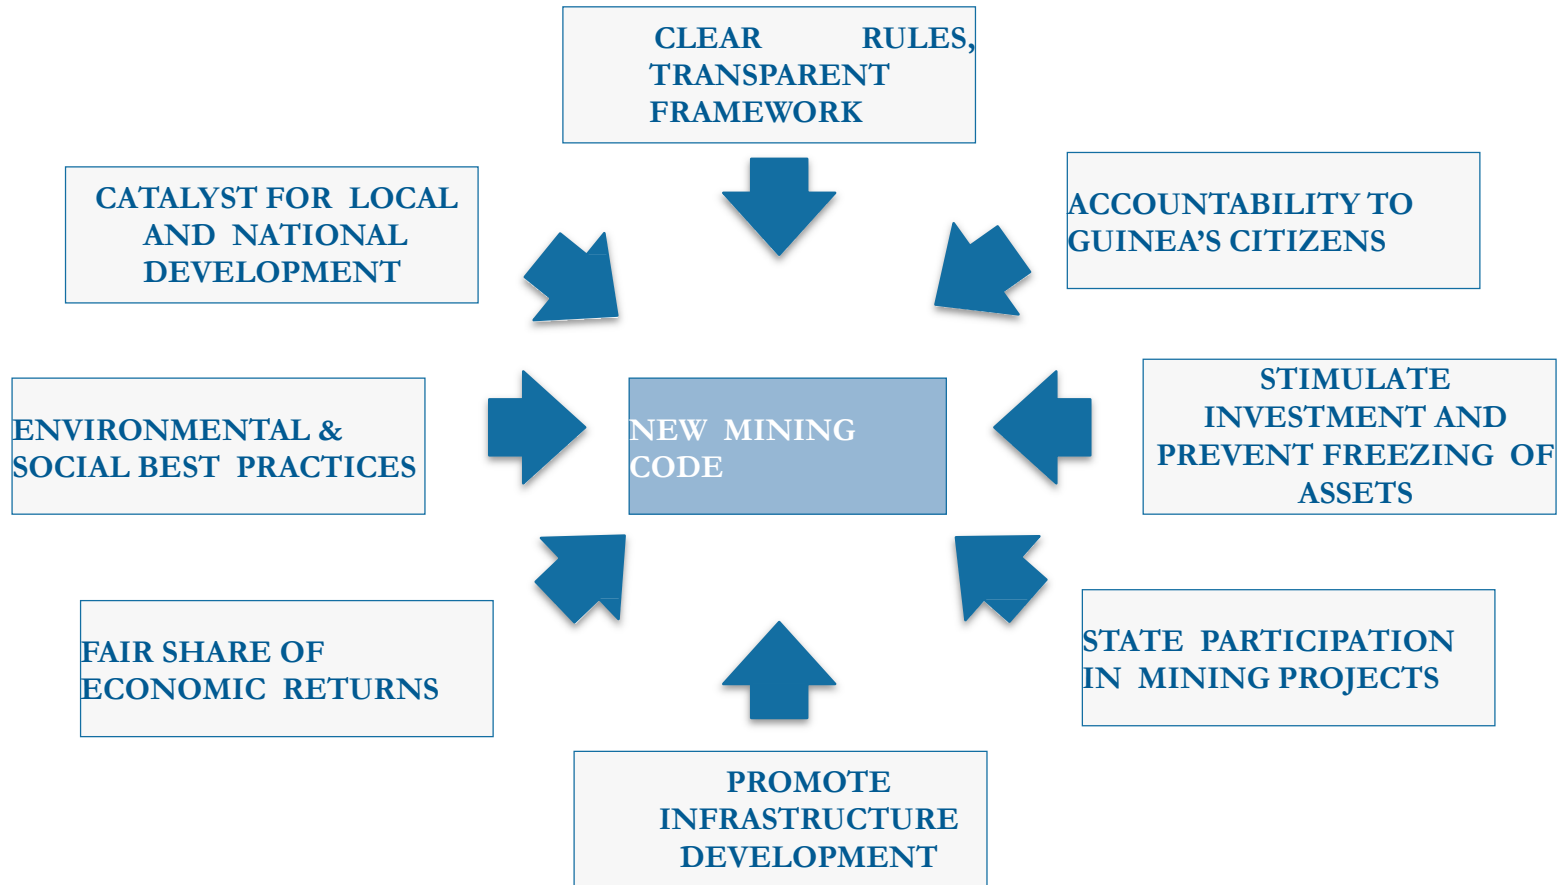 CLEAR RULES,
TRANSPARENT
FRAMEWORK
CATALYST FOR LOCAL
AND NATIONAL
DEVELOPMENT
ACCOUNTABILITY TO
GUINEA’S CITIZENS
ENVIRONMENTAL &
SOCIAL BEST PRACTICES
NEW MINING
CODE
STIMULATE
INVESTMENT AND
PREVENT FREEZING OF
ASSETS
FAIR SHARE OF
ECONOMIC RETURNS
STATE PARTICIPATION
IN MINING PROJECTS
PROMOTE
INFRASTRUCTURE
DEVELOPMENT